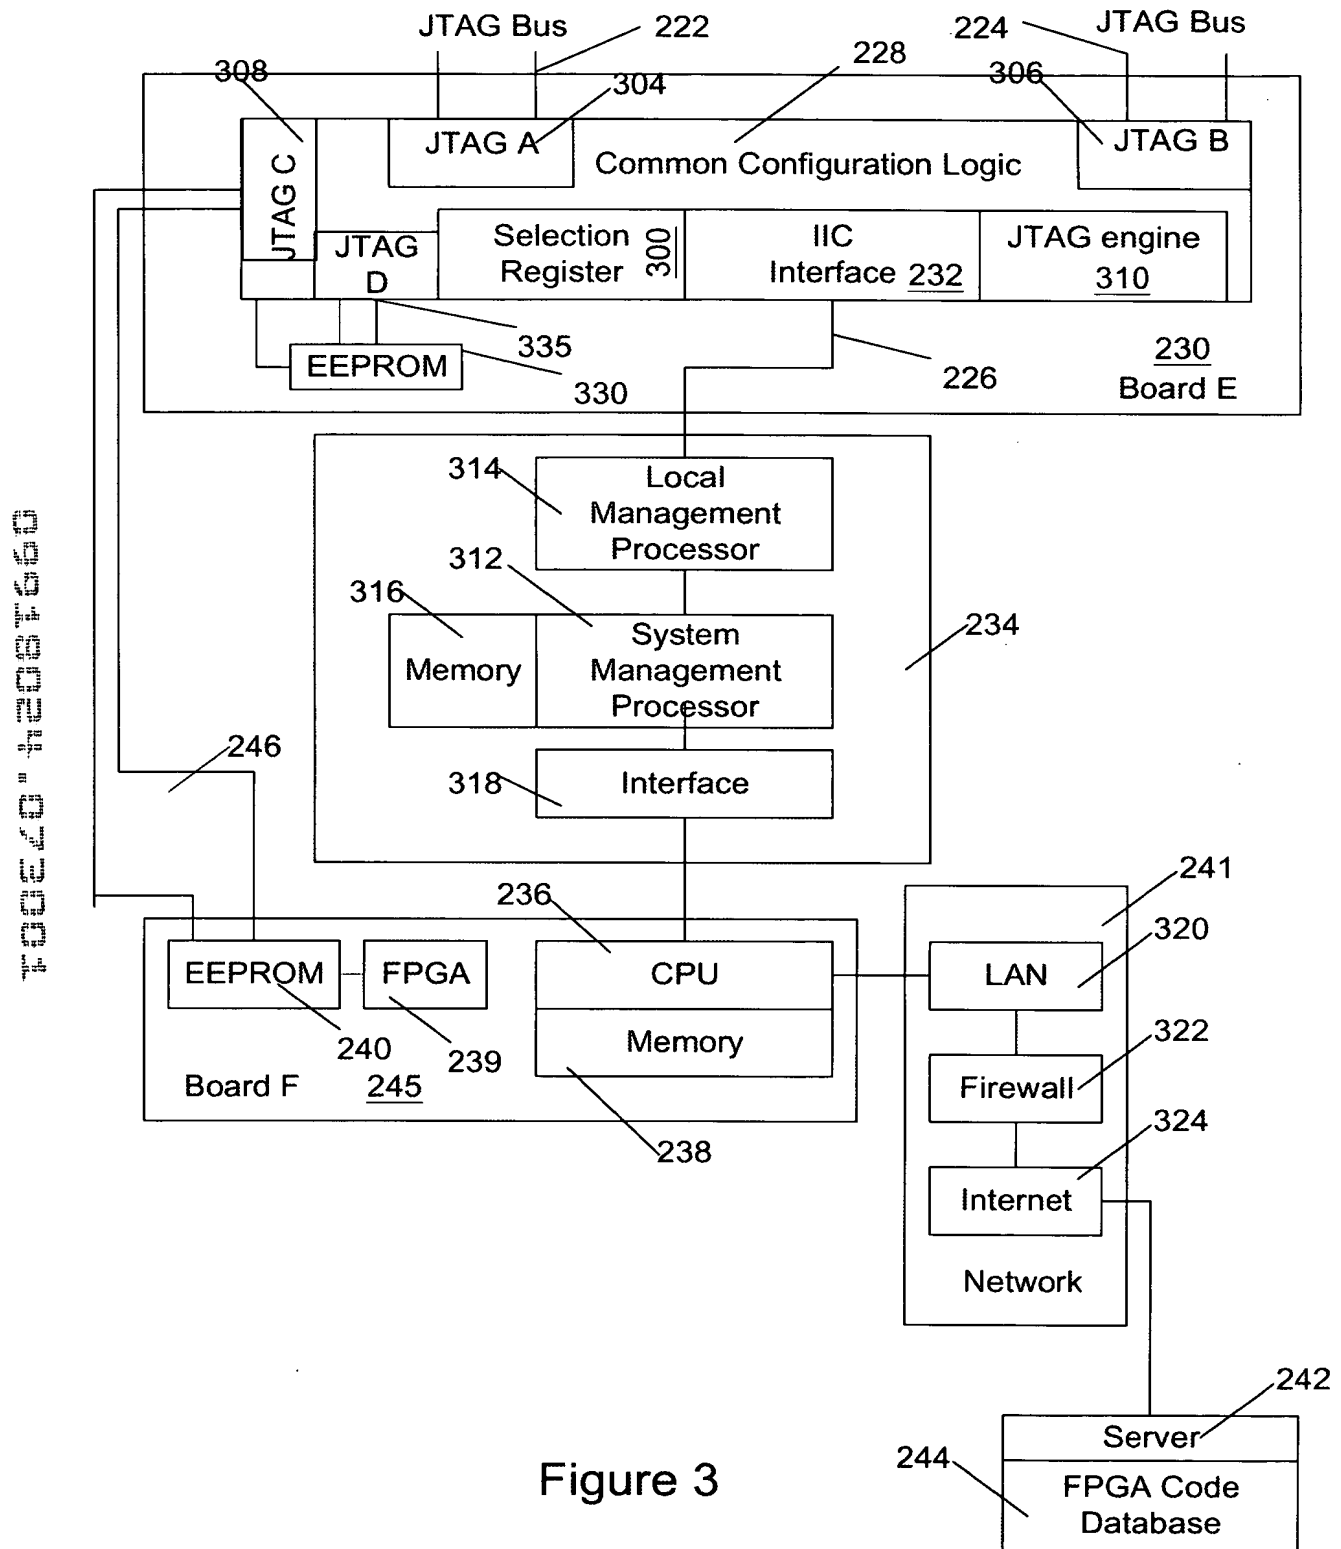 JTAG Bus
222
224
JTAG Bus
308
304
228
306
JTAG C
JTAG A
Common Configuration Logic
JTAG B
JTAG
D
Selection
Register
300
IIC
Interface
232
JTAG engine
310
335
EEPROM
330
226
230
Board E
314
Local
Management
Processor
312
316
Memory
System
Management
Processor
234
246
318
Interface
236
241
320
EEPROM
FPGA
CPU
LAN
240
239
Memory
322
Firewall
Board F
245
238
324
Internet
Network
242
Server
244
FPGA Code
Database
Figure 3
09918024.073001